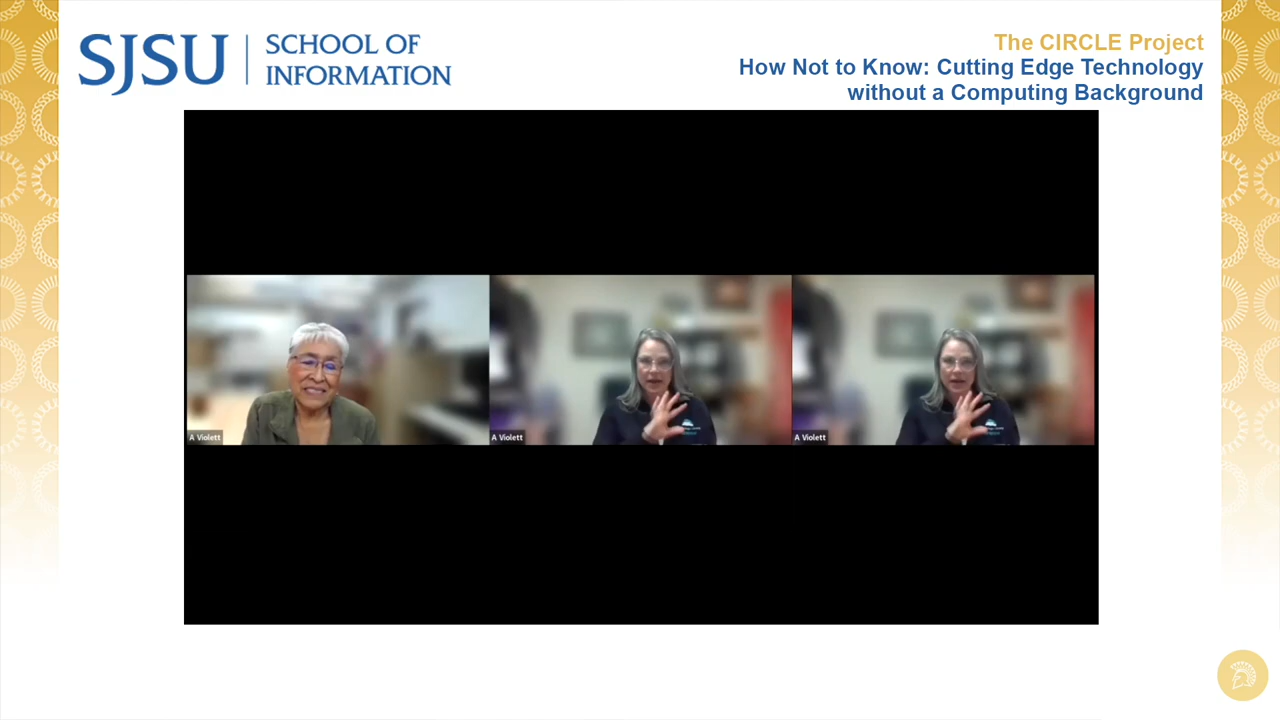 SJSU
SCHOOL OF
INFORMATION
The CIRCLE Project
How Not to Know: Cutting Edge Technology
without a Computing Background
A Violett
A Violett
A Violett